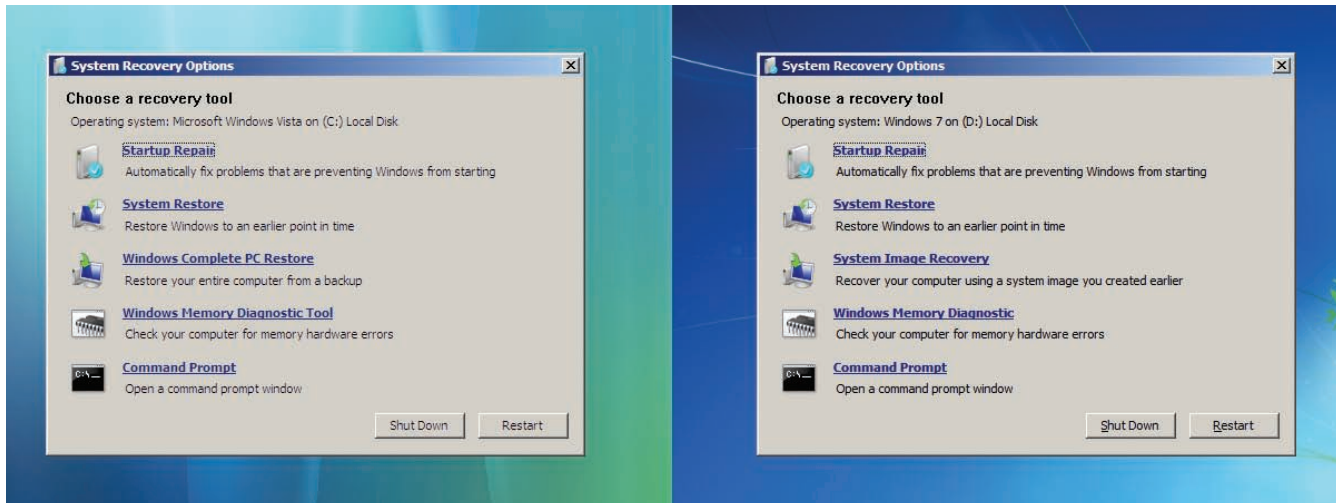 System Recovery Options
Choose a recovery tool
Operating system: Microsoft Windows Vista on (C:) Local Disk
Startup Repair
Automatically fix problems that are preventing Windows from starting
System Restore
Restore Windows to an earlier point in time
Windows Complete PC Restore
Restore your entire computer from a backup
Windows Memory Diagnostic Tool
Check your computer for memory hardware errors
C:\_
Command Prompt
Open a command prompt window
Shut Down
Restart
System Recovery Options
Choose a recovery tool
Operating system: Windows 7 on (D:) Local Disk
Startup Repair
Automatically fix problems that are preventing Windows from starting
System Restore
Restore Windows to an earlier point in time
System Image Recovery
Recover your computer using a system image you created earlier
Windows Memory Diagnostic
Check your computer for memory hardware errors
C:\_
Command Prompt
Open a command prompt window
Shut Down
Restart